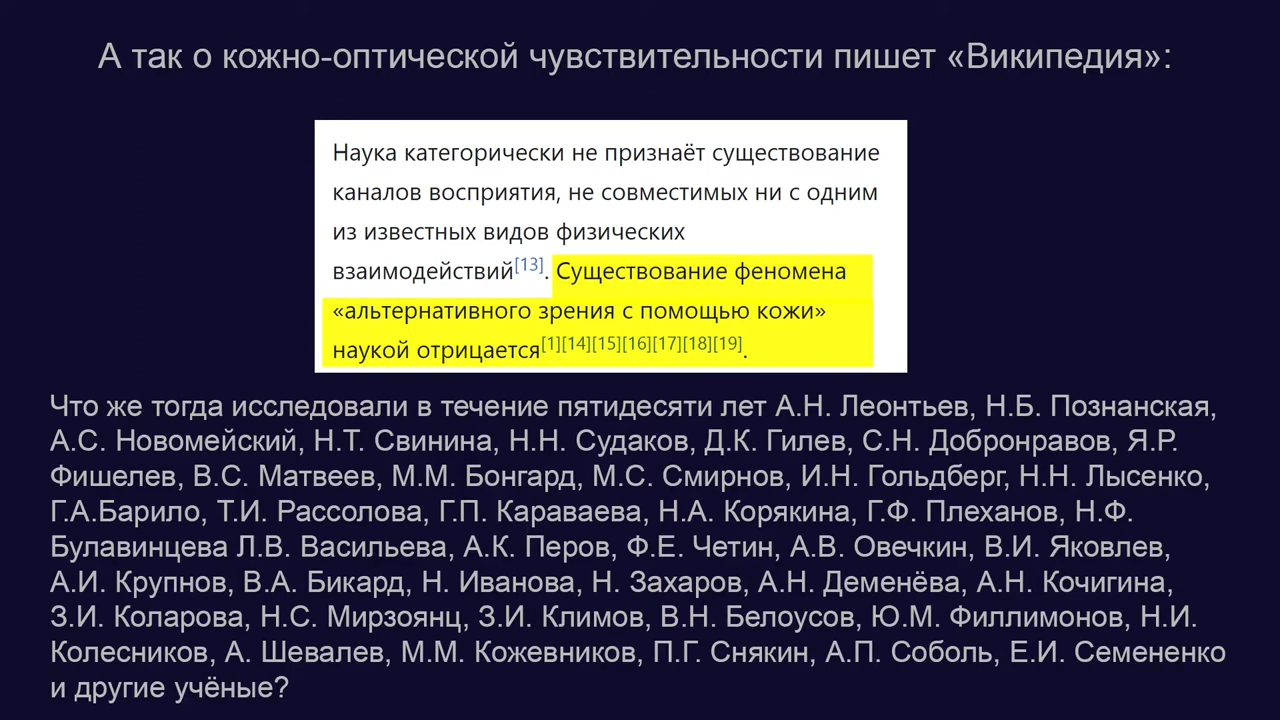 А так о кожно-оптической чувствительности пишет «Википедия»:
Наука категорически не признаёт существование
каналов восприятия, не совместимых ни с одним
из известных видов физических
взаимодействий[13]. Существование феномена
«альтернативного зрения с помощью кожи»
наукой отрицается[1][14][15][16][17][18][19].
Что же тогда исследовали в течение пятидесяти лет А.Н. Леонтьев, Н.Б. Познанская,
А.С. Новомейский, Н.Т. Свинина, Н.Н. Судаков, Д.К. Гилев, С.Н. Добронравов, Я.Р.
Фишелев, В.С. Матвеев, М.М. Бонгард, М.С. Смирнов, И.Н. Гольдберг, Н.Н. Лысенко,
Г.А.Барило, Т.И. Рассолова, Г.П. Караваева, Н.А. Корякина, Г.Ф. Плеханов, Н.Ф.
Булавинцева Л.В. Васильева, А.К. Перов, Ф.Е. Четин, А.В. Овечкин, В.И. Яковлев,
А.И. Крупнов, В.А. Бикард, Н. Иванова, Н. Захаров, А.Н. Деменёва, А.Н. Кочигина,
З.И. Коларова, Н.С. Мирзоянц, З.И. Климов, В.Н. Белоусов, Ю.М. Филлимонов, Н.И.
Колесников, А. Шевалев, М.М. Кожевников, П.Г. Снякин, А.П. Соболь, Е.И. Семененко
и другие учёные?